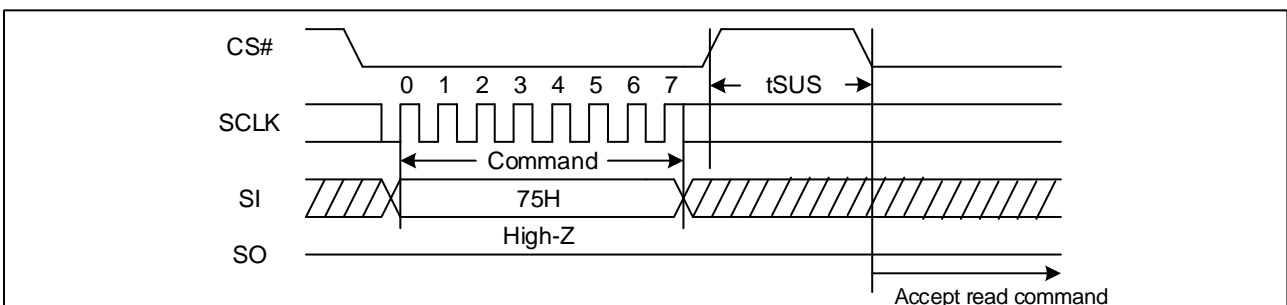 CS#
0 1 2 3 4 5 6 7
tSUS
SCLK
Command
SI
75H
High-Z
SO
Accept read command